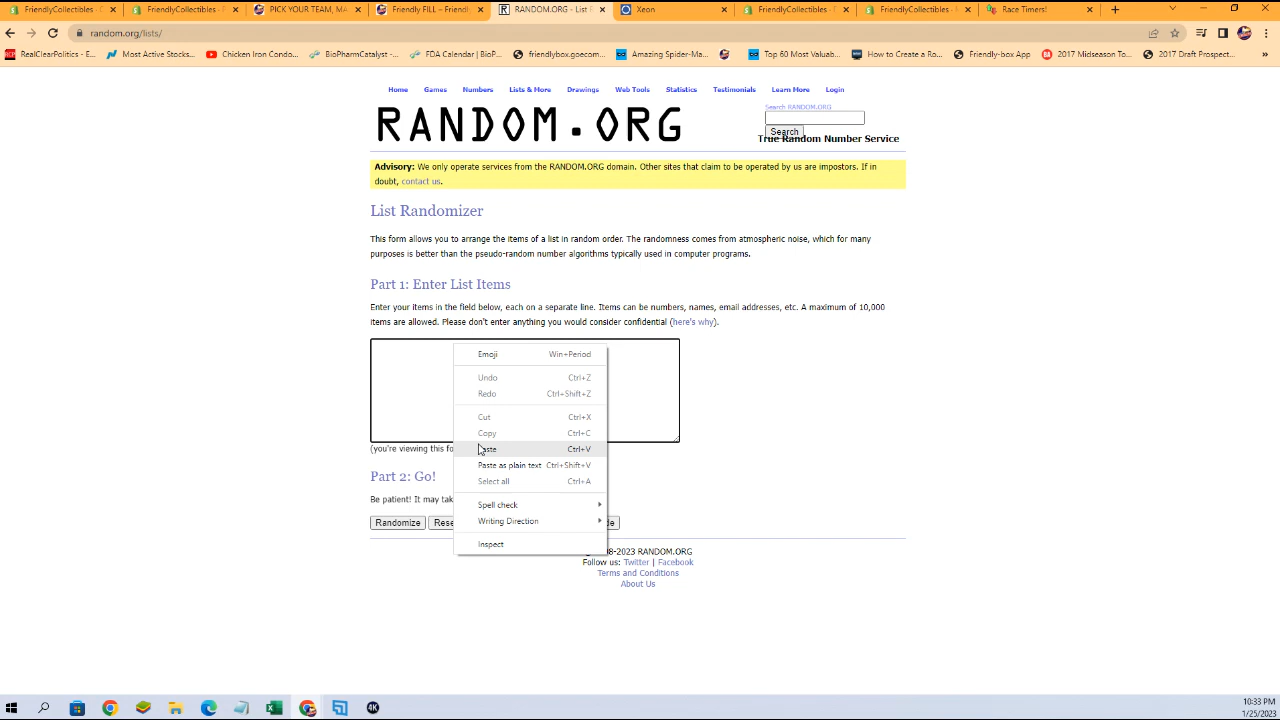 FriendlyCollectibles - D
FriendlyCollectibles -
PICK YOUR TEAM, MA
Friendly FILL – Friendl
RANDOM.ORG - List R
Xeon
FriendlyCollectibles - D
FriendlyCollectibles -
Race Timers!
random.org/lists/
RealClearPolitics - E
Most Active Stocks...
Chicken Iron Condo...
BioPharmCatalyst -...
FDA Calendar | BioP...
friendlybox.goecom...
Amazing Spider-Ma...
Top 60 Most Valuab...
How to Create a Ro...
Friendly-box App
2017 Midseason To...
2017 Draft Prospect...
Home
Games
Numbers
Lists & More
Drawings
Web Tools
Statistics
Testimonials
Learn More
Login
RANDOM.ORG
Search RANDOM.ORG
Search
True Random Number Service
Advisory: We only operate services from the RANDOM.ORG domain. Other sites that claim to be operated by us are impostors. If in
doubt, contact us.
List Randomizer
This form allows you to arrange the items of a list in random order. The randomness comes from atmospheric noise, which for many
purposes is better than the pseudo-random number algorithms typically used in computer programs.
Part 1: Enter List Items
Enter your items in the field below, each on a separate line. Items can be numbers, names, email addresses, etc. A maximum of 10,000
items are allowed. Please don't enter anything you would consider confidential (here's why).
Emoji Win+Period
Undo Ctrl+Z
Redo Ctrl+Shift+Z
Cut Ctrl+X
Copy Ctrl+C
Paste Ctrl+V
Paste as plain text Ctrl+Shift+V
Select all Ctrl+A
Spell check
Writing Direction
Inspect
(you're viewing this fo
Part 2: Go!
Be patient! It may tak
Randomize
Rese
de
8-2023 RANDOM.ORG
Follow us: Twitter | Facebook
Terms and Conditions
About Us
4K
10:33 PM
1/25/2023